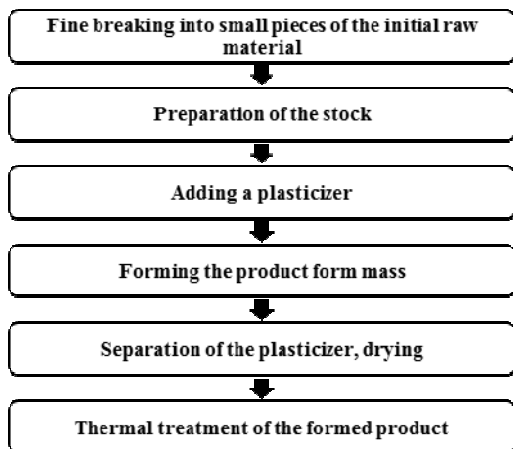 Fine breaking into small pieces of the initial raw
material
Preparation of the stock
Adding a plasticizer
Forming the product form mass
Separation of the plasticizer, drying
Thermal treatment of the formed product